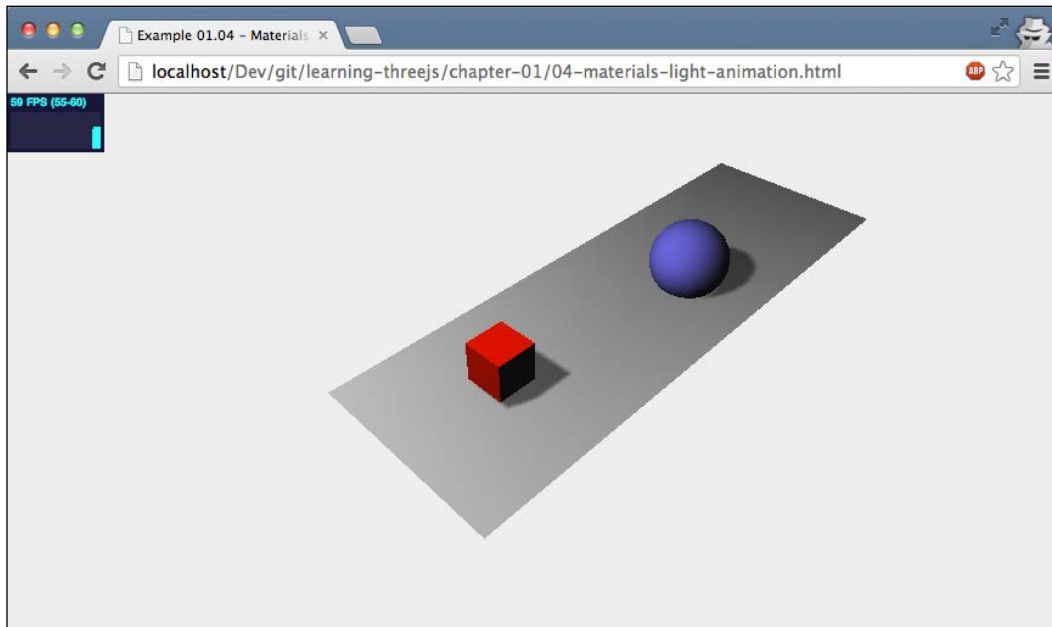 Example 01.04 - Materials
localhost/Dev/git/learning-threejs/chapter-01/04-materials-light-animation.html
ABP
59 FPS (55-60)